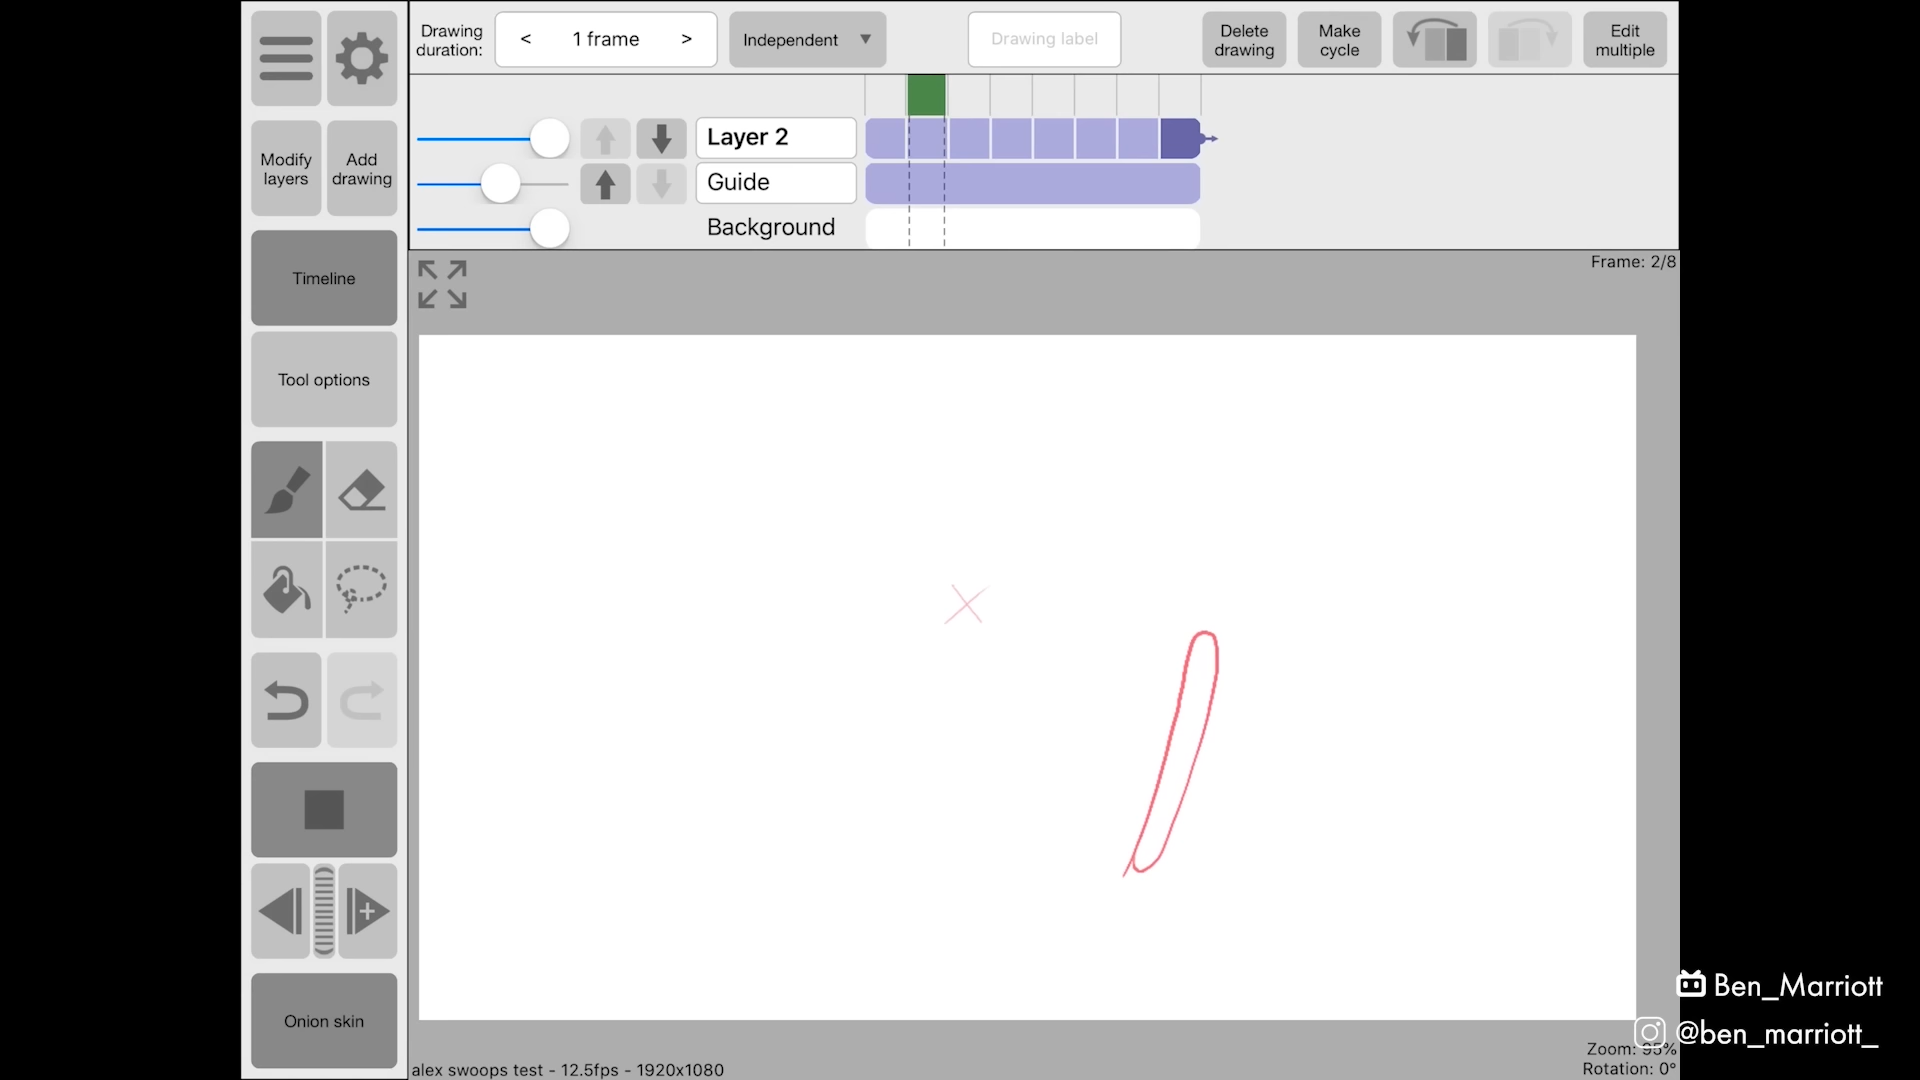 Drawing
duration:
< 1 frame >
Independent
Drawing label
Delete
drawing
Make
cycle
Edit
multiple
Modify
layers
Add
drawing
Layer 2
Guide
Background
Timeline
Frame: 2/8
Tool options
Onion skin
Ben_Marriott
@ben_marriott_
Zoom: 95%
Rotation: 0°
alex swoops test - 12.5fps - 1920x1080